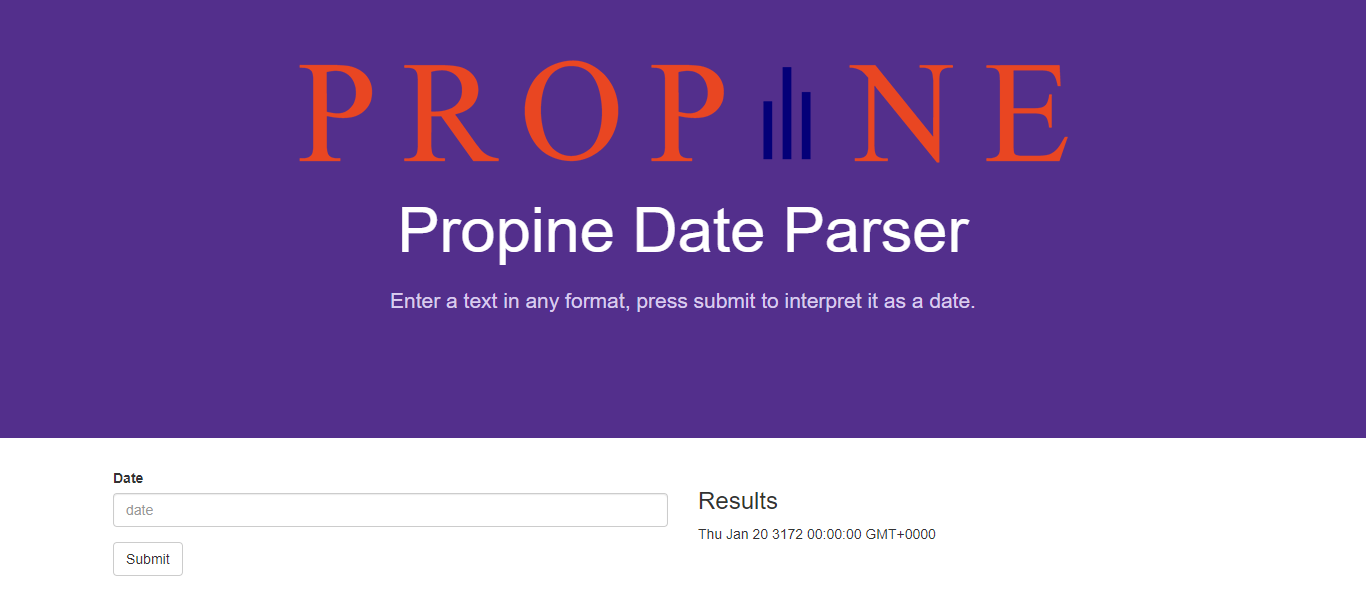 PROPINE
Propine Date Parser
Enter a text in any format, press submit to interpret it as a date.
Date
date
Submit
Results
Thu Jan 20 3172 00:00:00 GMT+0000